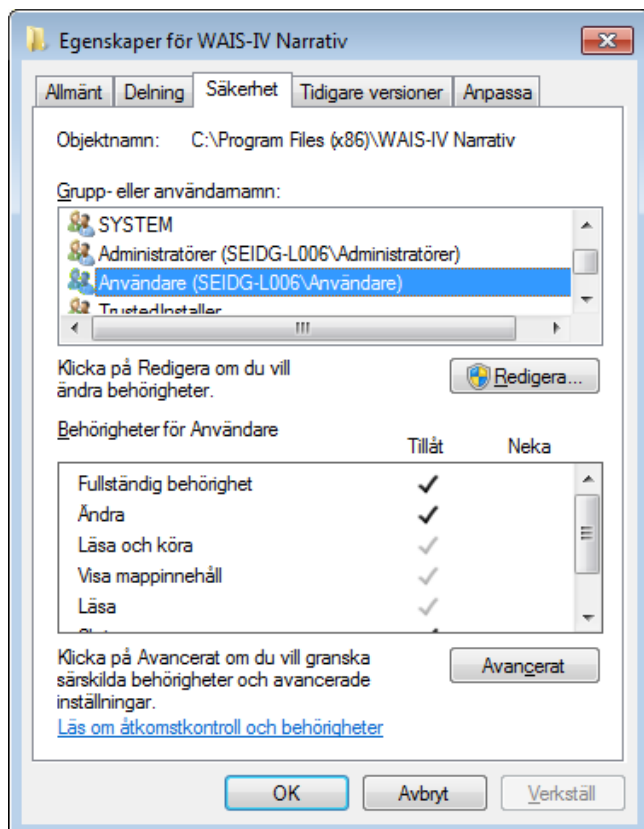 Egenskaper för WAIS-IV Narrativ
Allmänt Delning Säkerhet Tidigare versioner Anpassa
Objektnamn: C:\Program Files (x86)\WAIS-IV Narrativ
Grupp- eller användarnamn:
SYSTEM
Administratörer (SEIDG-L006\Administratörer)
Användare (SEIDG-L006\Användare)
TrustedInstaller
Klicka på Redigera om du vill
ändra behörigheter.
Redigera...
Behörigheter för Användare
Tillåt Neka
Fullständig behörighet
Ändra
Läsa och köra
Visa mappinnehåll
Läsa
Klicka på Avancerat om du vill granska
särskilda behörigheter och avancerade
inställningar.
Avancerat
Läs om åtkomstkontroll och behörigheter
OK Avbryt Verkställ